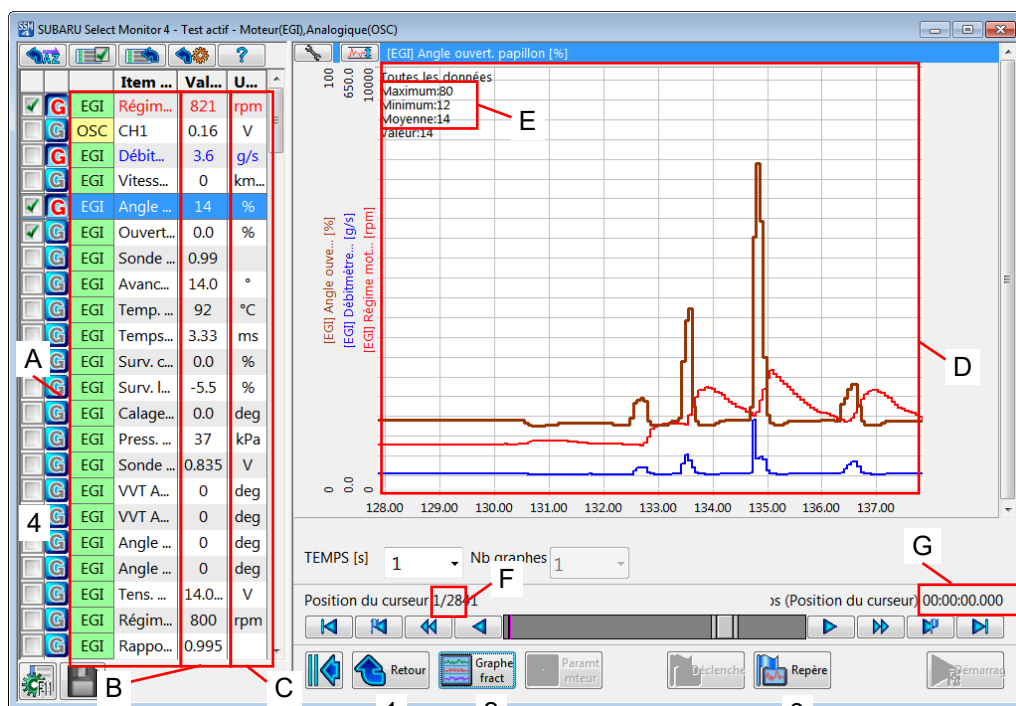 SUBARU Select Monitor 4 - Test actif - Moteur(EGI),Analogique(OSC)
AZ
?
[EGI] Angle ouvert. papillon [%]
Item ... Val... U...
G EGI Régim... 821 rpm
G OSC CH1 0.16 V
G EGI Débit... 3.6 g/s
G EGI Vitess... 0 km...
G EGI Angle ... 14 %
G EGI Ouvert... 0.0 %
G EGI Sonde ... 0.99
G EGI Avanc... 14.0 °
G EGI Temp. ... 92 °C
G EGI Temps... 3.33 ms
G EGI Surv. c... 0.0 %
G EGI Surv. l... -5.5 %
G EGI Calage... 0.0 deg
G EGI Press. ... 37 kPa
G EGI Sonde ... 0.835 V
G EGI VVT A... 0 deg
G EGI VVT A... 0 deg
G EGI Angle ... 0 deg
G EGI Angle ... 0 deg
G EGI Tens. ... 14.0... V
G EGI Régim... 800 rpm
G EGI Rappo... 0.995
A
4
B
C
100
650.0
10000
Toutes les données
Maximum:80
Minimum:12
Moyenne:14
Valeur:14
E
[EGI] Angle ouve... [%]
[EGI] Débitmètre... [g/s]
[EGI] Régime mot... [rpm]
D
0
0.0
0
128.00 129.00 130.00 131.00 132.00 133.00 134.00 135.00 136.00 137.00
TEMPS [s] 1 Nb graphes 1
F
G
Position du curseur 1/2841
ps (Position du curseur) 00:00:00.000
Retour
Graphe fract
Paramt mteur
Déclenche
Repère
Démarrag